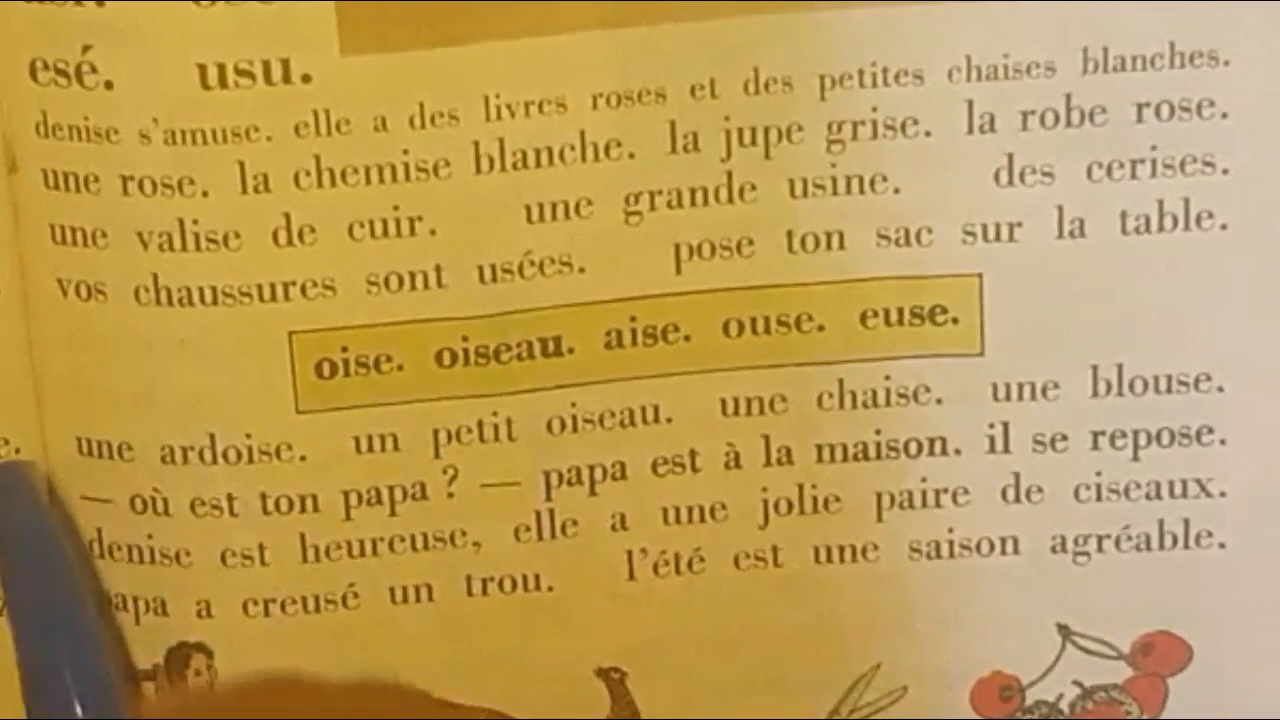 esé. usu.
denise s'amuse. elle a des livres roses et des petites chaises blanches.
une rose. la chemise blanche. la jupe grise. la robe rose.
une valise de cuir. une grande usine. des cerises.
vos chaussures sont usées. pose ton sac sur la table.
oise. oiseau. aise. ouse. euse.
une ardoise. un petit oiseau. une chaise. une blouse.
— où est ton papa ? — papa est à la maison. il se repose.
denise est heureuse, elle a une jolie paire de ciseaux.
apa a creusé un trou. l'été est une saison agréable.